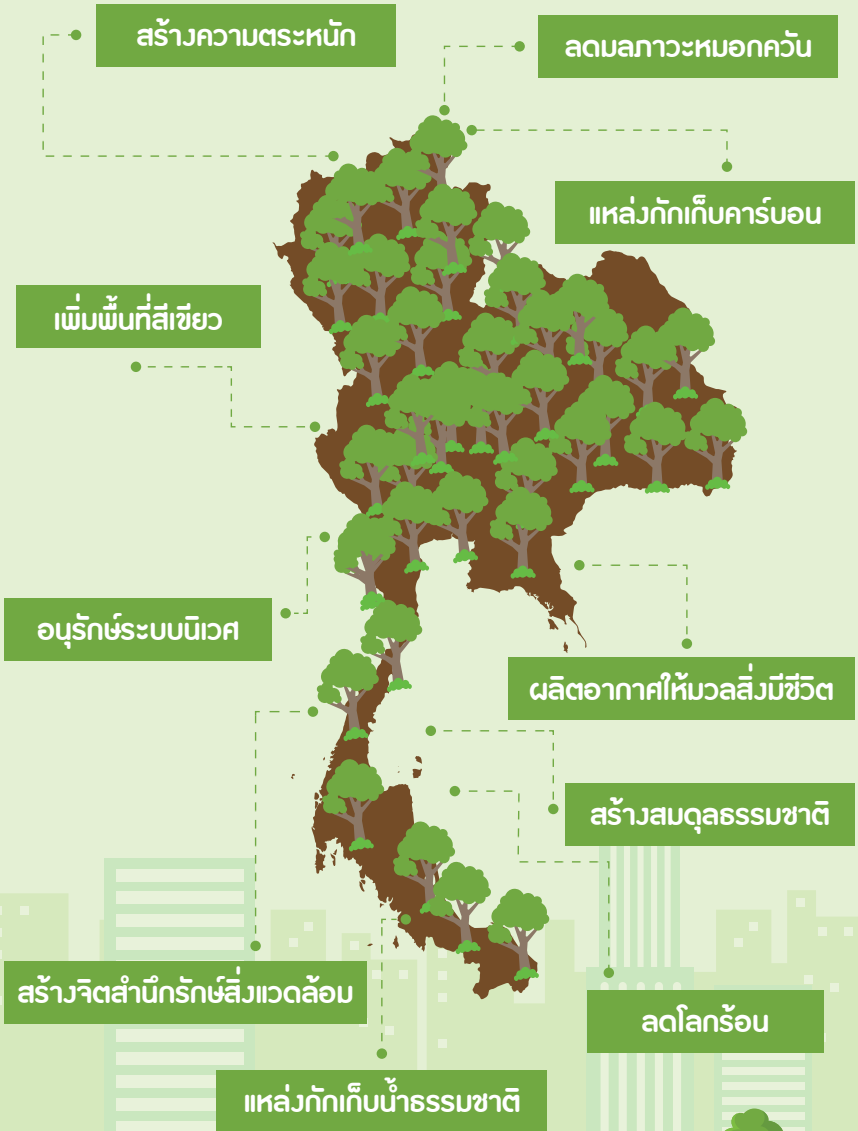 สร้างความตระหนัก
ลดมลภาวะหมอกควัน
แหล่งกักเก็บคาร์บอน
เพิ่มพื้นที่สีเขียว
อนุรักษ์ระบบนิเวศ
ผลิตอากาศให้มวลสิ่งมีชีวิต
สร้างสมดุลธรรมชาติ
สร้างจิตสำนึกรักษ์สิ่งแวดล้อม
ลดโลกร้อน
แหล่งกักเก็บน้ำธรรมชาติ